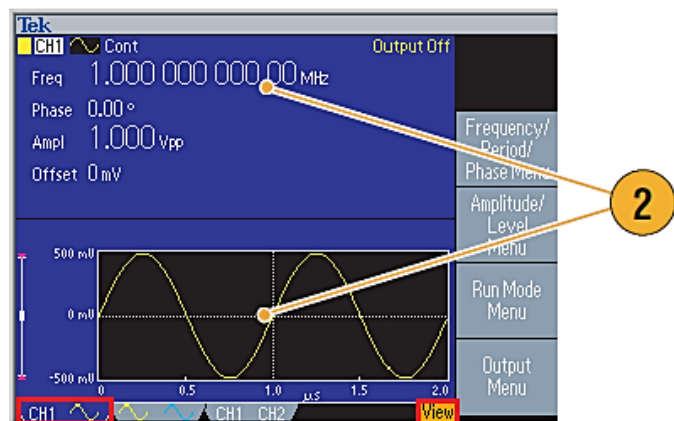 Tek
CH1 Cont
Output Off
Freq 1.000 000 000 00 MHz
Phase 0.00 °
Ampl 1.000 Vpp
Offset 0 mV
Frequency/
Period/
Phase Menu
Amplitude/
Level
Menu
Run Mode
Menu
Output
Menu
2
500 mV
0 mV
-500 mV
0 0.5 1.0 1.5 2.0
µs
CH1 CH1 CH2 View